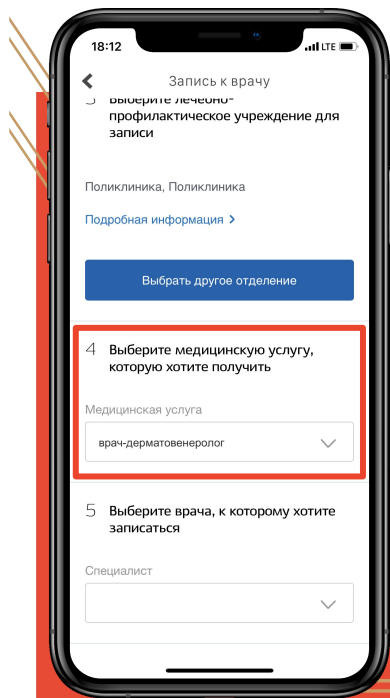 18:12
LTE
Запись к врачу
3 Выберите лечебно-
профилактическое учреждение для
записи
Поликлиника, Поликлиника
Подробная информация >
Выбрать другое отделение
4 Выберите медицинскую услугу,
которую хотите получить
Медицинская услуга
врач-дерматовенеролог
5 Выберите врача, к которому хотите
записаться
Специалист